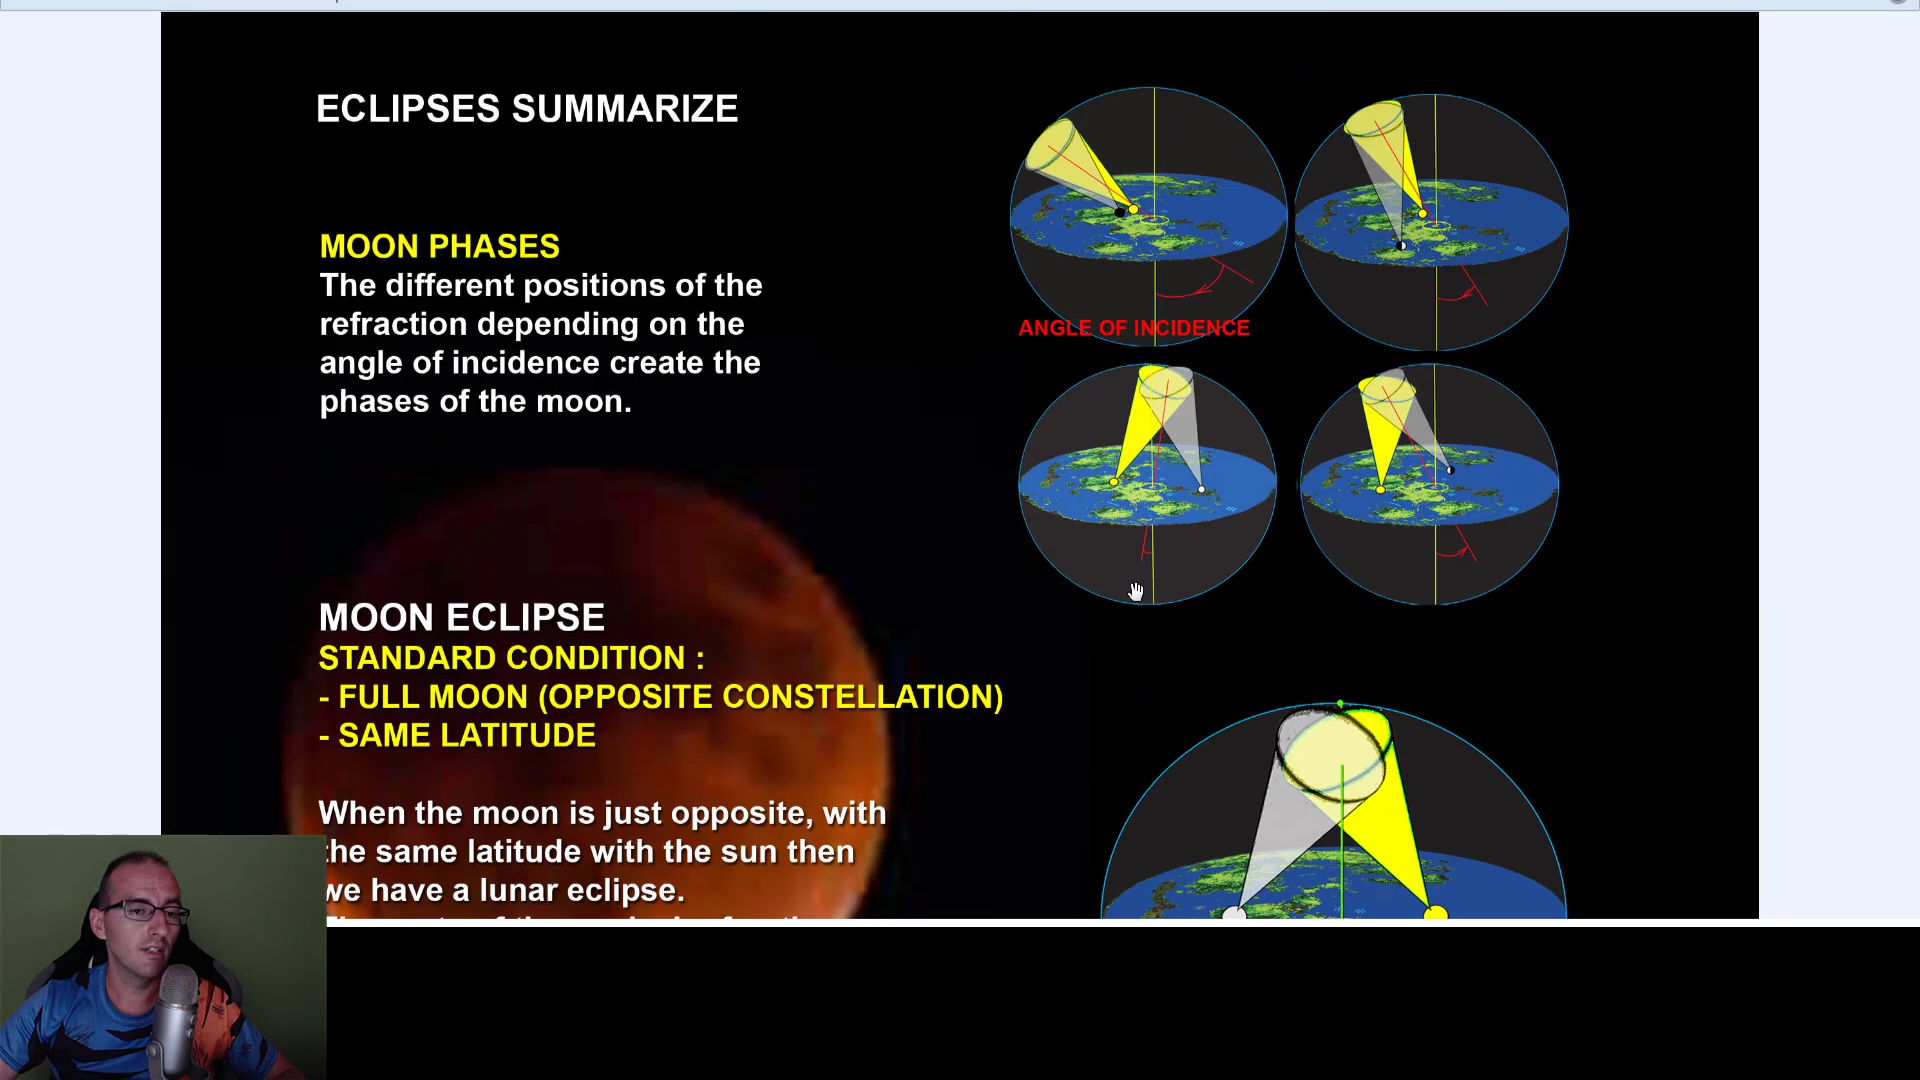 ECLIPSES SUMMARIZE
MOON PHASES
The different positions of the
refraction depending on the
angle of incidence create the
phases of the moon.
ANGLE OF INCIDENCE
MOON ECLIPSE
STANDARD CONDITION :
- FULL MOON (OPPOSITE CONSTELLATION)
- SAME LATITUDE
When the moon is just opposite, with
the same latitude with the sun then
we have a lunar eclipse.